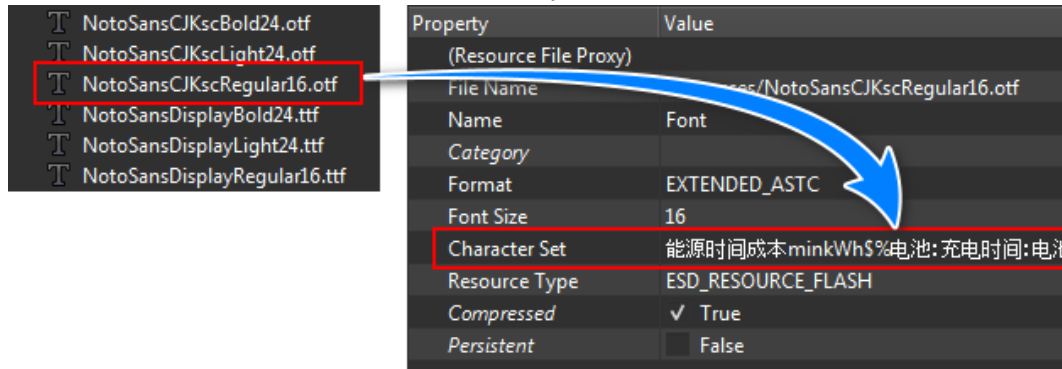 NotoSansCJKscBold24.otf
NotoSansCJKscLight24.otf
NotoSansCJKscRegular16.otf
NotoSansDisplayBold24.ttf
NotoSansDisplayLight24.ttf
NotoSansDisplayRegular16.ttf
Property Value
(Resource File Proxy)
File Name /NotoSansCJKscRegular16.otf
Name Font
Category
Format EXTENDED_ASTC
Font Size 16
Character Set 能源时间成本minkWh$%电池:充电时间:电池
Resource Type ESD_RESOURCE_FLASH
Compressed True
Persistent False